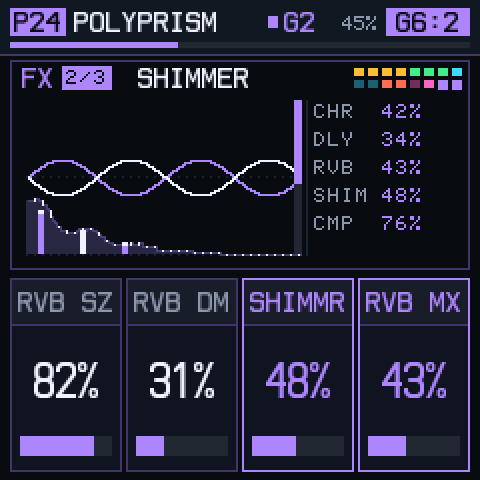 P24 POLYPRISM G2 45% G6:2
FX 2/3 SHIMMER
CHR 42%
DLY 34%
RVB 43%
SHIM 48%
CMP 76%
RVB SZ RVB DM SHIMMR RVB MX
82% 31% 48% 43%